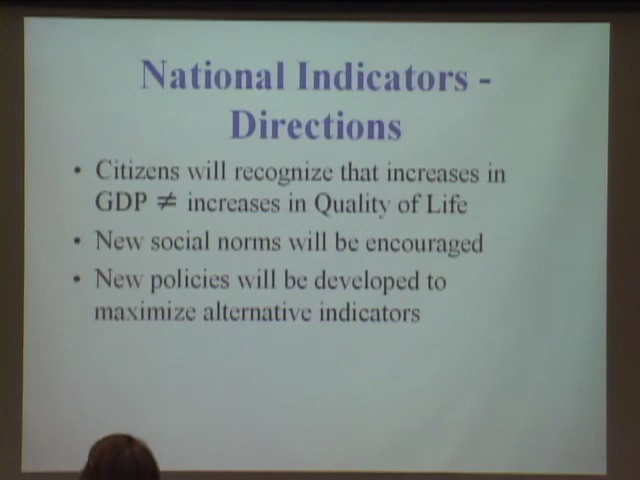 National Indicators -
Directions
• Citizens will recognize that increases in
GDP ≠ increases in Quality of Life
• New social norms will be encouraged
• New policies will be developed to
maximize alternative indicators